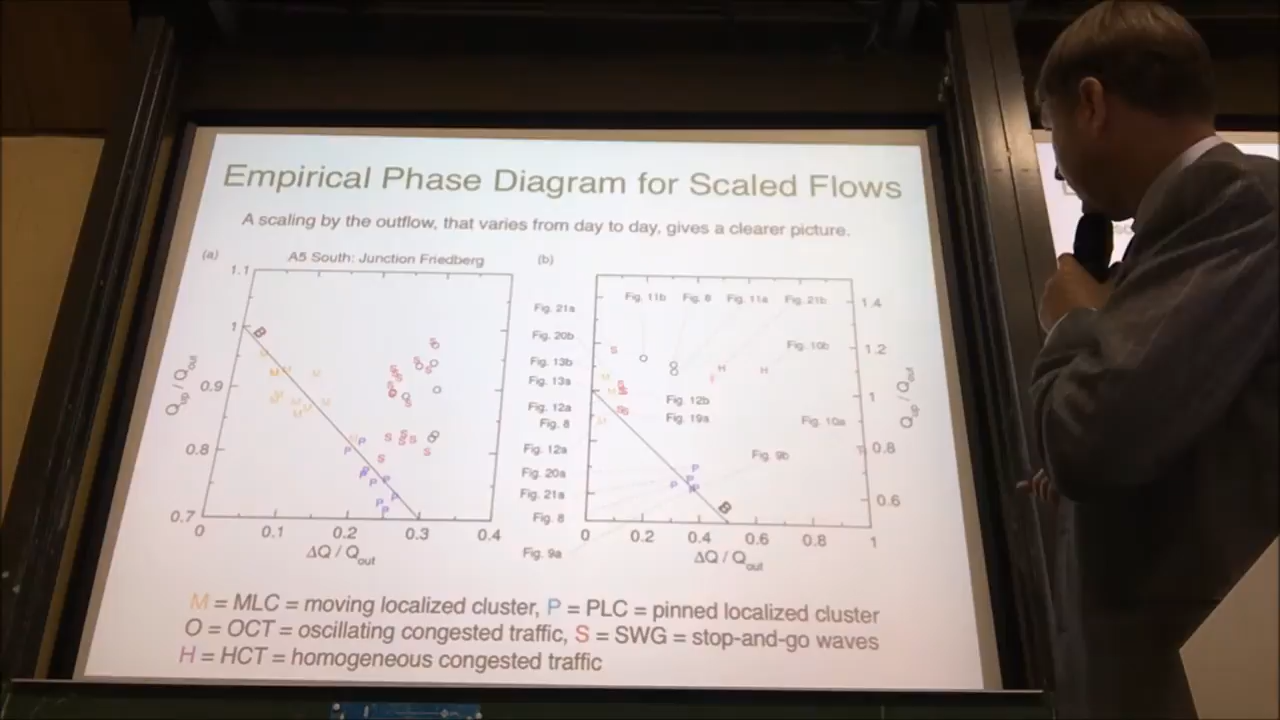 Empirical Phase Diagram for Scaled Flows
A scaling by the outflow, that varies from day to day, gives a clearer picture.
(a)
A5 South: Junction Friedberg
1.1
1
0.9
0.8
0.7
Qup / Qout
0
0.1
0.2
0.3
0.4
ΔQ / Qout
(b)
Fig. 21a
Fig. 20b
Fig. 13b
Fig. 13a
Fig. 12a
Fig. 8
Fig. 12a
Fig. 20a
Fig. 21a
Fig. 8
Fig. 9a
Fig. 11b
Fig. 8
Fig. 11a
Fig. 21b
Fig. 10b
Fig. 12b
Fig. 19a
Fig. 10a
Fig. 9b
1.4
1.2
1
0.8
0.6
Qup / Qout
0
0.2
0.4
0.6
0.8
1
ΔQ / Qout
M = MLC = moving localized cluster, P = PLC = pinned localized cluster
O = OCT = oscillating congested traffic, S = SWG = stop-and-go waves
H = HCT = homogeneous congested traffic